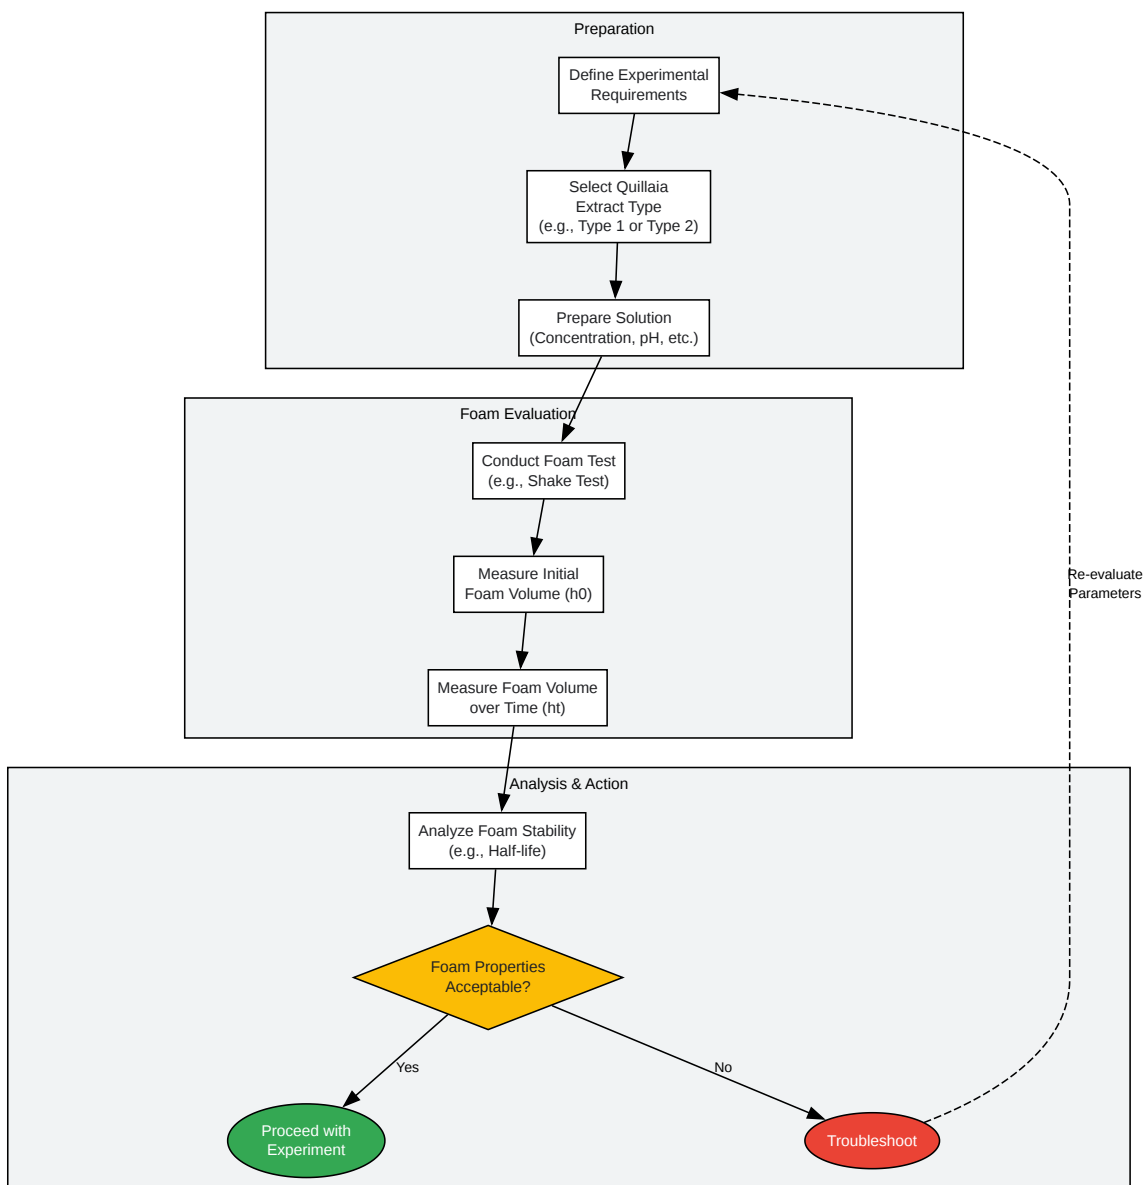 Preparation
Define Experimental
Requirements
Select Quillaia
Extract Type
(e.g., Type 1 or Type 2)
Prepare Solution
(Concentration, pH, etc.)
Foam Evaluation
Conduct Foam Test
(e.g., Shake Test)
Measure Initial
Foam Volume (h0)
Re-evaluate
Parameters
Measure Foam Volume
over Time (ht)
Analysis & Action
Analyze Foam Stability
(e.g., Half-life)
Foam Properties
Acceptable?
Yes
No
Proceed with
Experiment
Troubleshoot